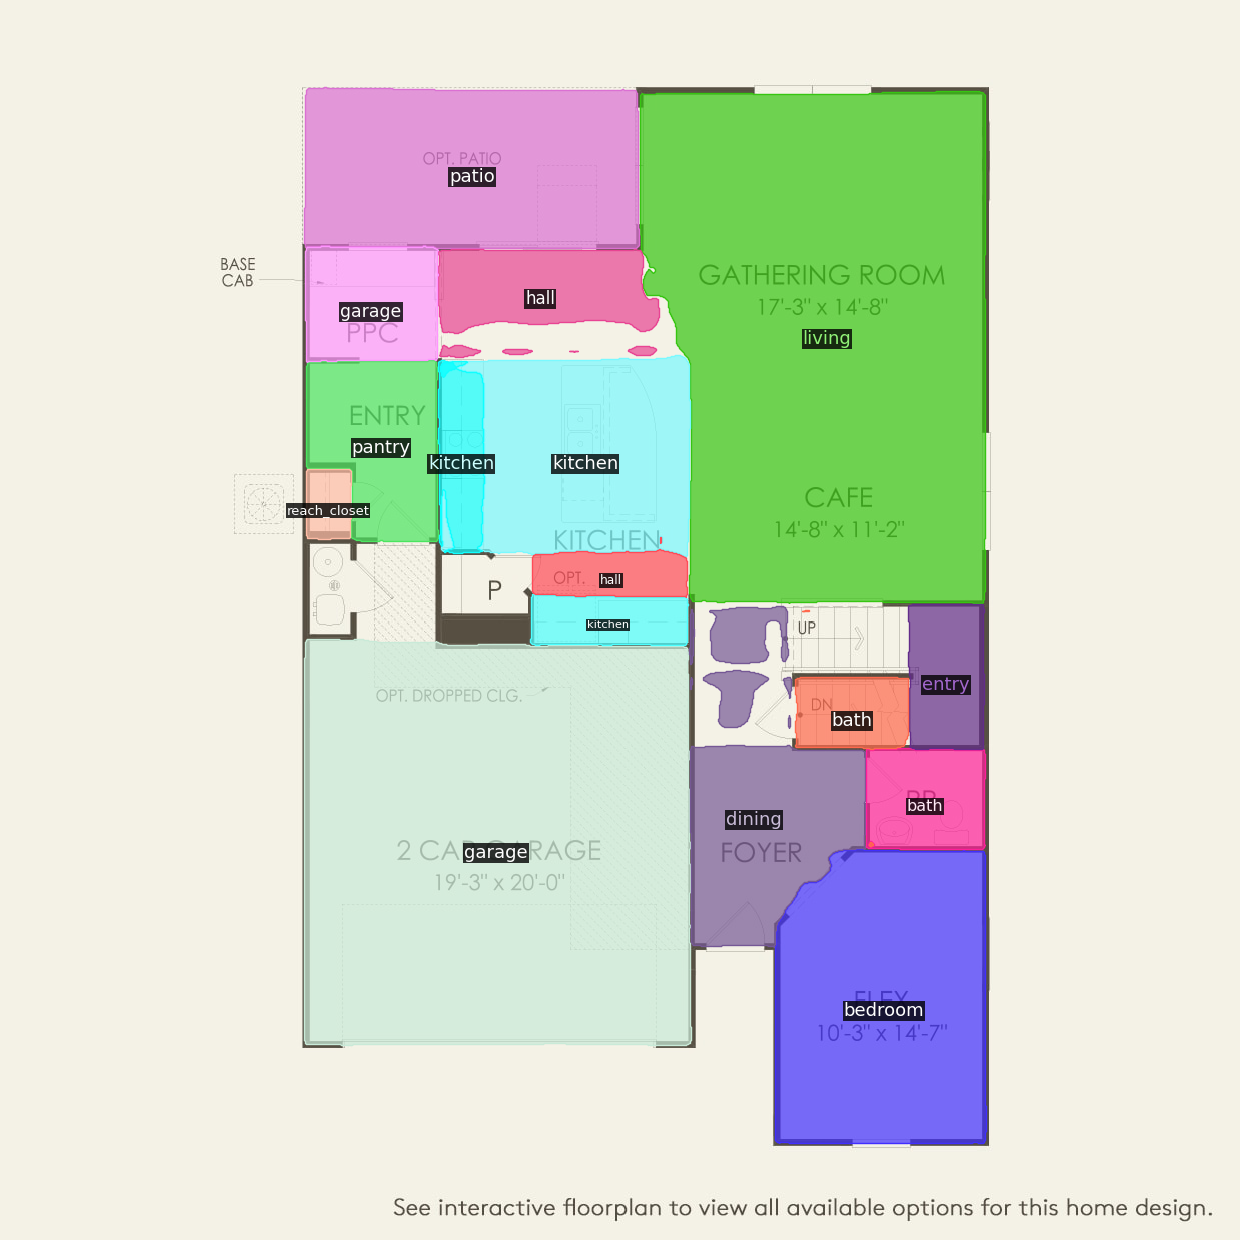 OPT. PATIO
patio
BASE
CAB
GATHERING ROOM
17'-3" x 14'-8"
hall
garage
PPC
living
ENTRY
pantry
kitchen
kitchen
CAFE
14'-8" x 11'-2"
reach_closet
KITCHEN
OPT.
hall
P
kitchen
UP
entry
OPT. DROPPED CLG.
DN
bath
bath
dining
2 CAR GARAGE
garage
FOYER
19'-3" x 20'-0"
FLEX
bedroom
10'-3" x 14'-7"
See interactive floorplan to view all available options for this home design.